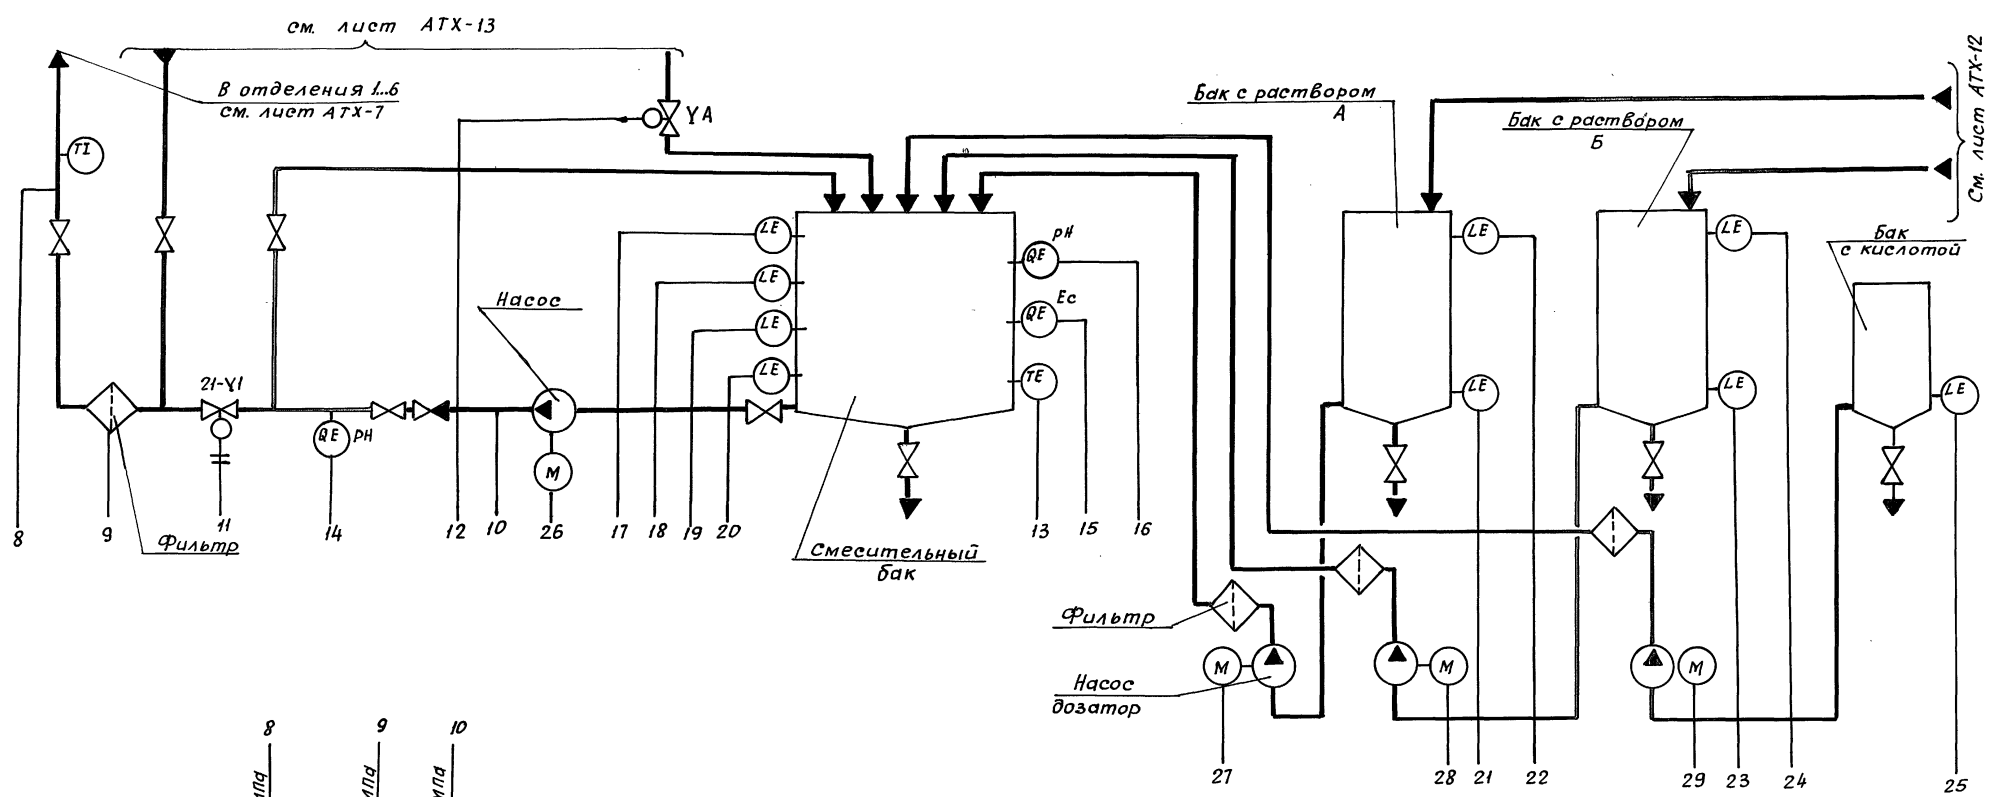 см. лист АТХ-13
В отделения 1...6
см. лист АТХ-7
TI
YA
Бак с раствором
А
Бак с раствором
Б
См. лист АТХ-12
Бак
с кислотой
LE
LE
LE
LE
QE
pH
QE
Ec
TE
LE
LE
LE
LE
LE
Насос
21-Y1
QE
pH
M
8
9
Фильтр
11
14
12
10
26
17
18
19
20
Смесительный
бак
13
15
16
Фильтр
Насос
дозатор
M
M
M
27
28
21
22
29
23
24
25
8
9
10
мпа
мпа
мпа